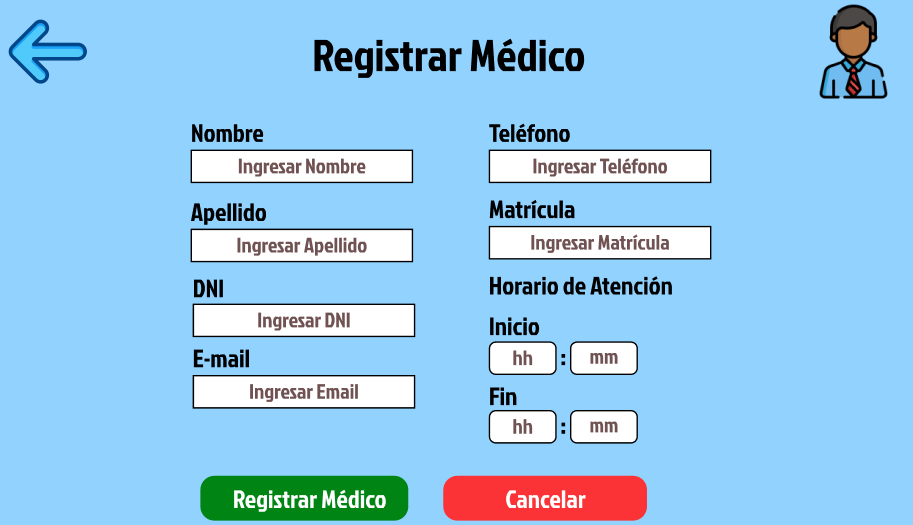 Registrar Médico
Nombre
Ingresar Nombre
Apellido
Ingresar Apellido
DNI
Ingresar DNI
E-mail
Ingresar Email
Teléfono
Ingresar Teléfono
Matrícula
Ingresar Matrícula
Horario de Atención
Inicio
hh : mm
Fin
hh : mm
Registrar Médico
Cancelar